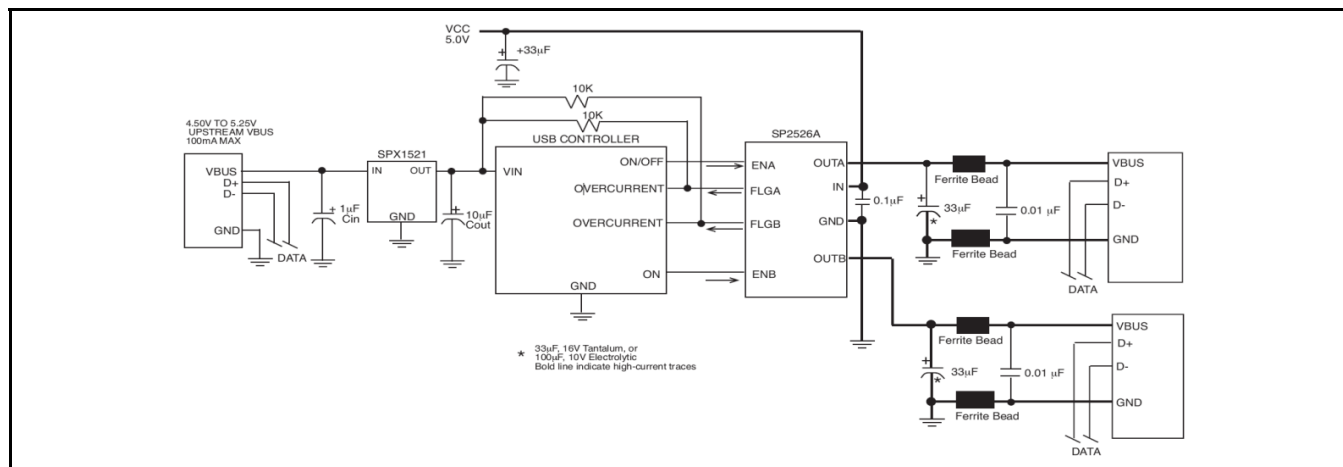 VCC
5.0V
+
+33µF
10K
10K
4.50V TO 5.25V
UPSTREAM VBUS
100mA MAX
USB CONTROLLER
SP2526A
SPX1521
VBUS
D+
D-
GND
DATA
+
1µF
Cin
IN
OUT
GND
+
10µF
Cout
VIN
ON/OFF
OVERCURRENT
OVERCURRENT
ON
GND
ENA
FLGA
FLGB
ENB
OUTA
IN
GND
OUTB
0.1µF
Ferrite Bead
+
33µF
*
0.01 µF
Ferrite Bead
VBUS
D+
D-
GND
DATA
Ferrite Bead
+
33µF
*
0.01 µF
Ferrite Bead
VBUS
D+
D-
GND
DATA
* 33µF, 16V Tantalum, or
100µF, 10V Electrolytic
Bold line indicate high-current traces